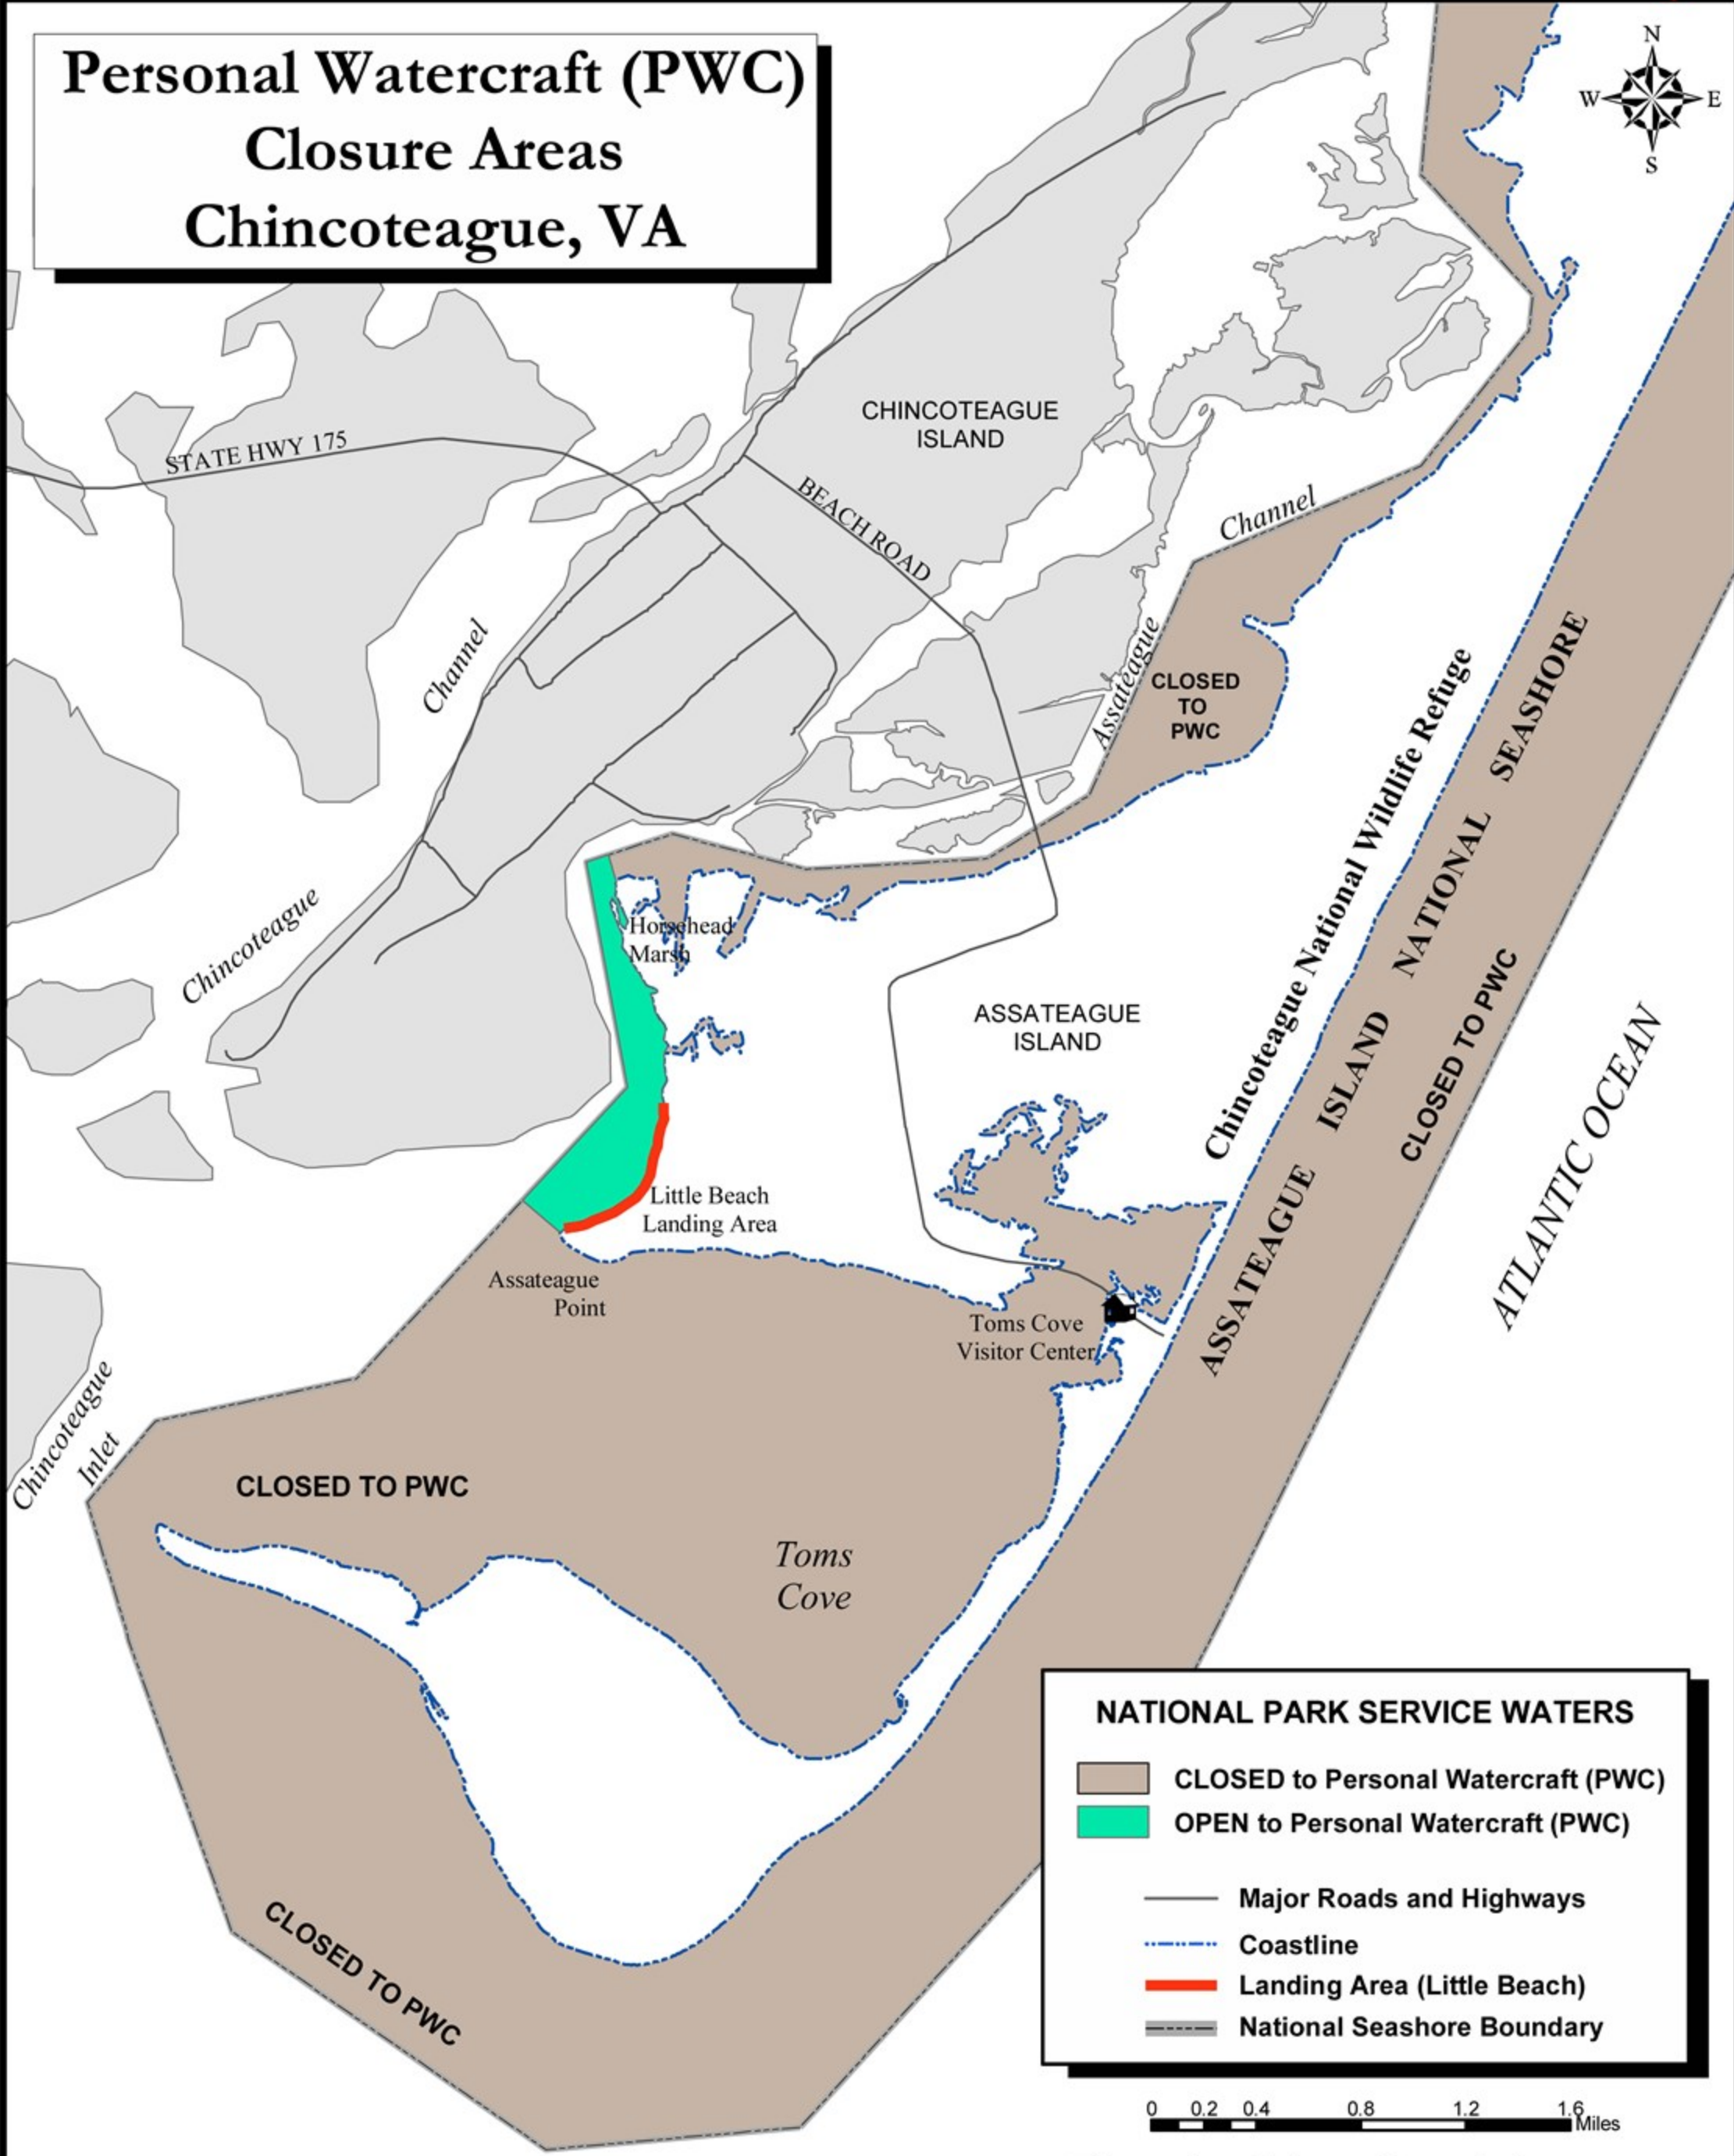 Personal Watercraft (PWC)
Closure Areas
Chincoteague, VA
N
W
E
S
CHINCOTEAGUE
ISLAND
STATE HWY 175
BEACH ROAD
Channel
Channel
Assateague
CLOSED
TO
PWC
Chincoteague
Horsehead
Marsh
ASSATEAGUE
ISLAND
Chincoteague National Wildlife Refuge
ASSATEAGUE ISLAND NATIONAL SEASHORE
CLOSED TO PWC
ATLANTIC OCEAN
Little Beach
Landing Area
Assateague
Point
Toms Cove
Visitor Center
Chincoteague
Inlet
CLOSED TO PWC
Toms
Cove
CLOSED TO PWC
NATIONAL PARK SERVICE WATERS
CLOSED to Personal Watercraft (PWC)
OPEN to Personal Watercraft (PWC)
Major Roads and Highways
Coastline
Landing Area (Little Beach)
National Seashore Boundary
0 0.2 0.4 0.8 1.2 1.6
Miles